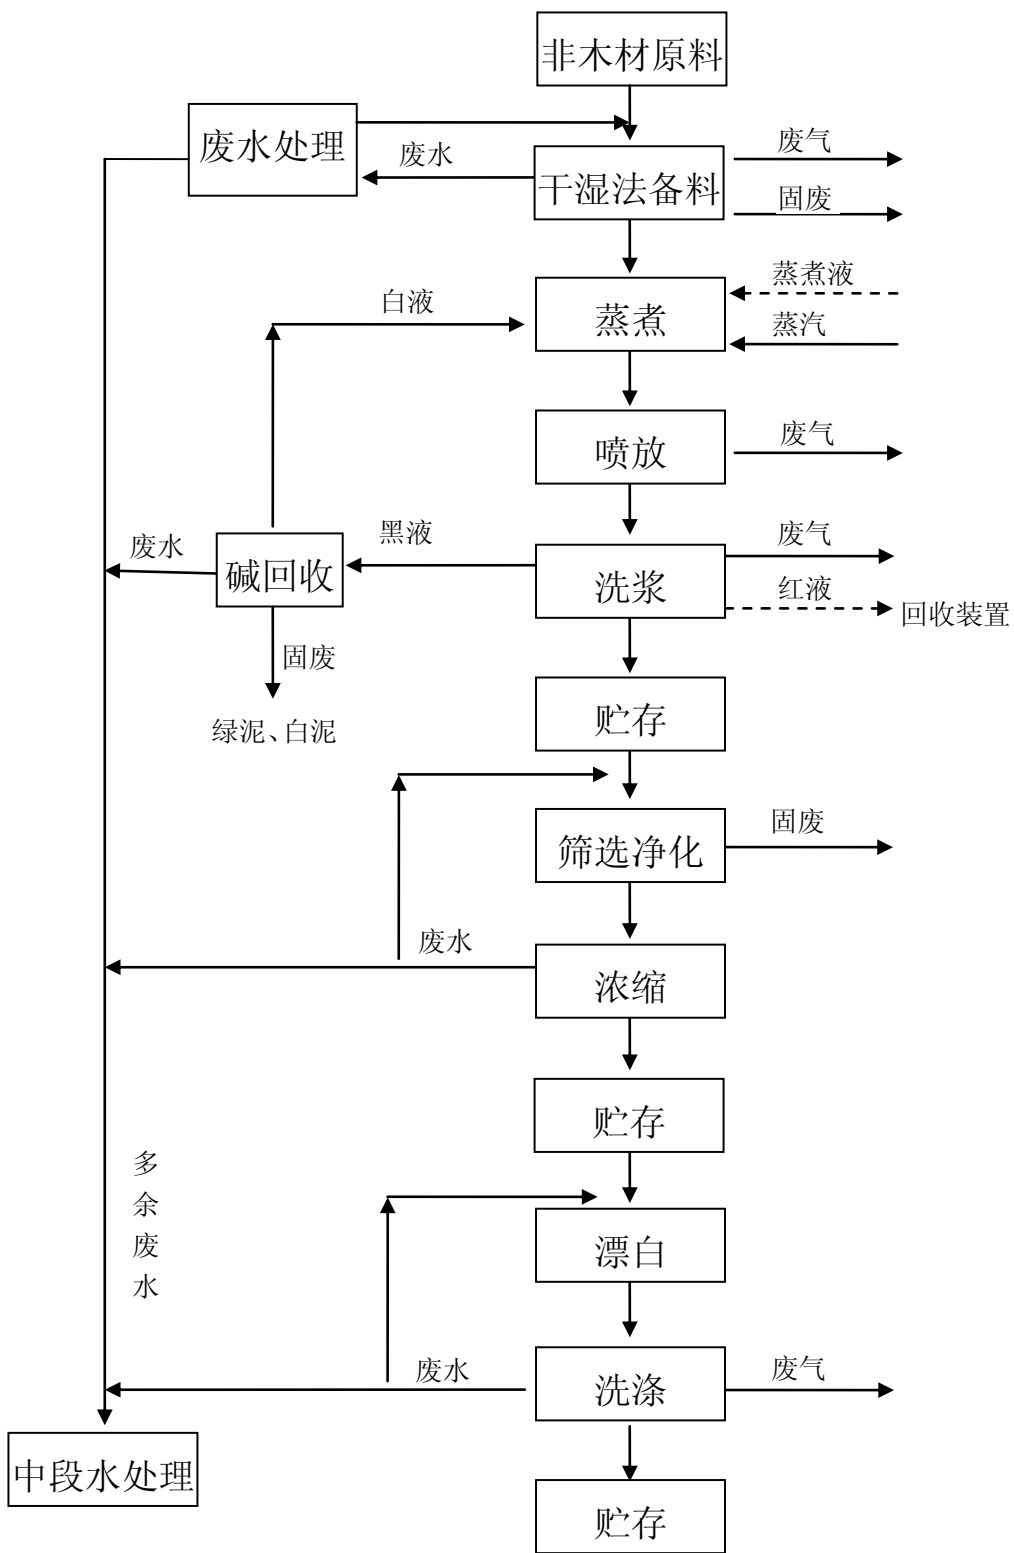 非木材原料
废水处理
废水
干湿法备料
废气
固废
蒸煮液
白液
蒸煮
蒸汽
喷放
废气
黑液
废水
碱回收
洗浆
废气
红液
回收装置
固废
绿泥、白泥
贮存
筛选净化
固废
废水
浓缩
贮存
多余废水
漂白
废水
洗涤
废气
中段水处理
贮存